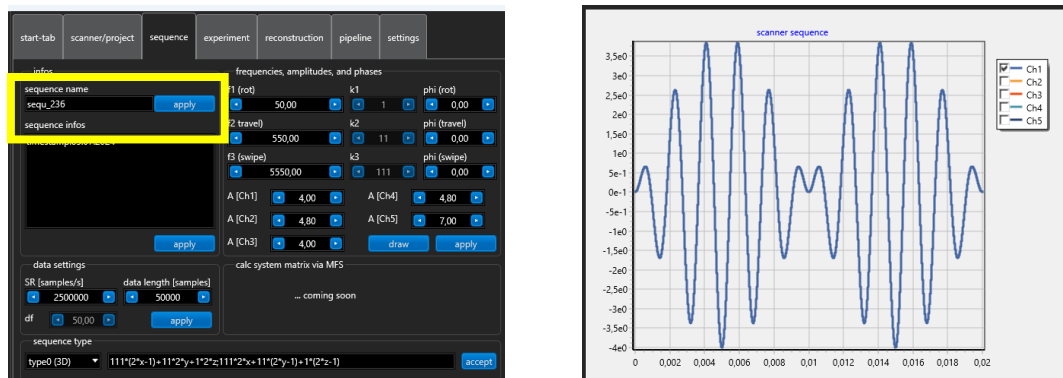 start-tab scanner/project sequence experiment reconstruction pipeline settings
infos
sequence name
sequ_236 apply
sequence infos
apply
frequencies, amplitudes, and phases
f1 (rot) k1 phi (rot)
50,00 1 0,00
f2 travel) k2 phi (travel)
550,00 11 0,00
f3 (swipe) k3 phi (swipe)
5550,00 111 0,00
A [Ch1] 4,00 A [Ch4] 4,80
A [Ch2] 4,80 A [Ch5] 7,00
A [Ch3] 4,00 draw apply
data settings
SR [samples/s] data length [samples]
2500000 50000
df 50,00 apply
calc system matrix via MFS
... coming soon
sequence type
type0 (3D) 111*(2*x-1)+11*2*y+1*2*z;111*2*x+11*(2*y-1)+1*(2*z-1) accept
scanner sequence
3,5e0
3e0
2,5e0
2e0
1,5e0
1e0
5e-1
0e-1
-5e-1
-1e0
-1,5e0
-2e0
-2,5e0
-3e0
-3,5e0
-4e0
0 0,002 0,004 0,006 0,008 0,01 0,012 0,014 0,016 0,018 0,02
Ch1
Ch2
Ch3
Ch4
Ch5